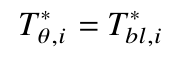 $T^*_{\theta,i} = T^*_{bl,i}$